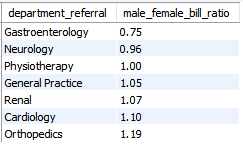 department_referral male_female_bill_ratio
Gastroenterology 0.75
Neurology 0.96
Physiotherapy 1.00
General Practice 1.05
Renal 1.07
Cardiology 1.10
Orthopedics 1.19